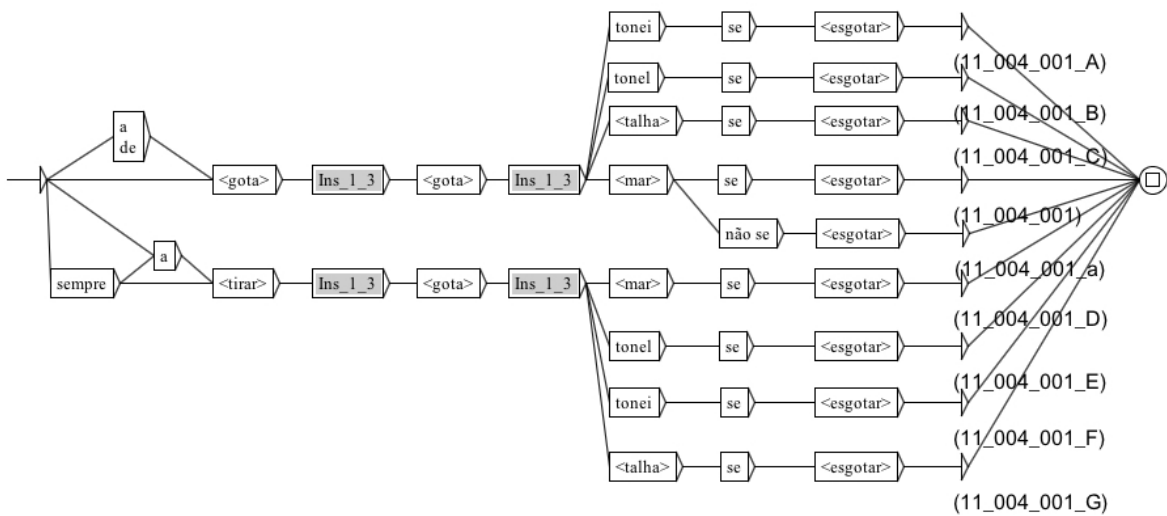 tonei se <esgotar>
(11_004_001_A)
tonel se <esgotar>
(11_004_001_B)
<talha> se <esgotar>
(11_004_001_C)
a
de
<gota> Ins_1_3 <gota> Ins_1_3 <mar> se <esgotar>
(11_004_001)
não se <esgotar>
(11_004_001_a)
a
sempre <tirar> Ins_1_3 <gota> Ins_1_3 <mar> se <esgotar>
(11_004_001_D)
tonel se <esgotar>
(11_004_001_E)
tonei se <esgotar>
(11_004_001_F)
<talha> se <esgotar>
(11_004_001_G)